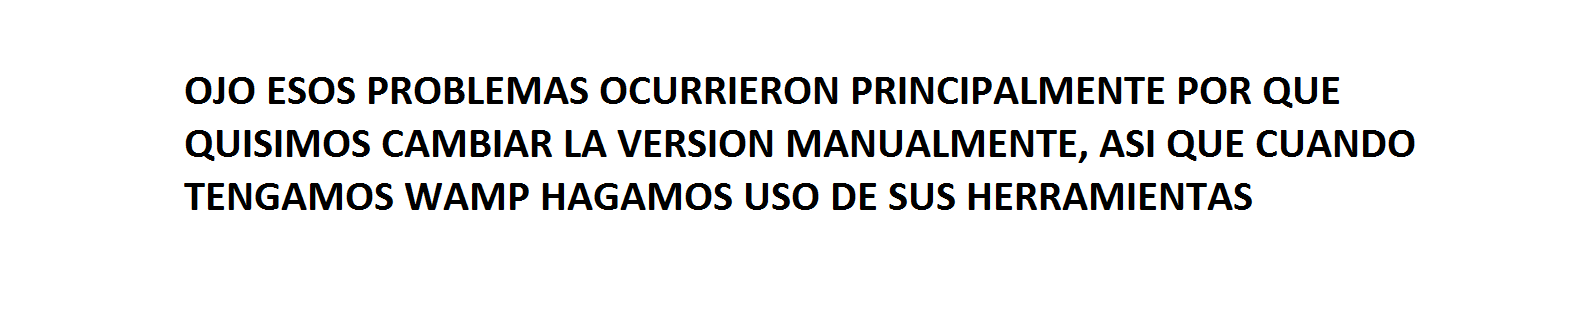 OJO ESOS PROBLEMAS OCURRIERON PRINCIPALMENTE POR QUE
QUISIMOS CAMBIAR LA VERSION MANUALMENTE, ASI QUE CUANDO
TENGAMOS WAMP HAGAMOS USO DE SUS HERRAMIENTAS